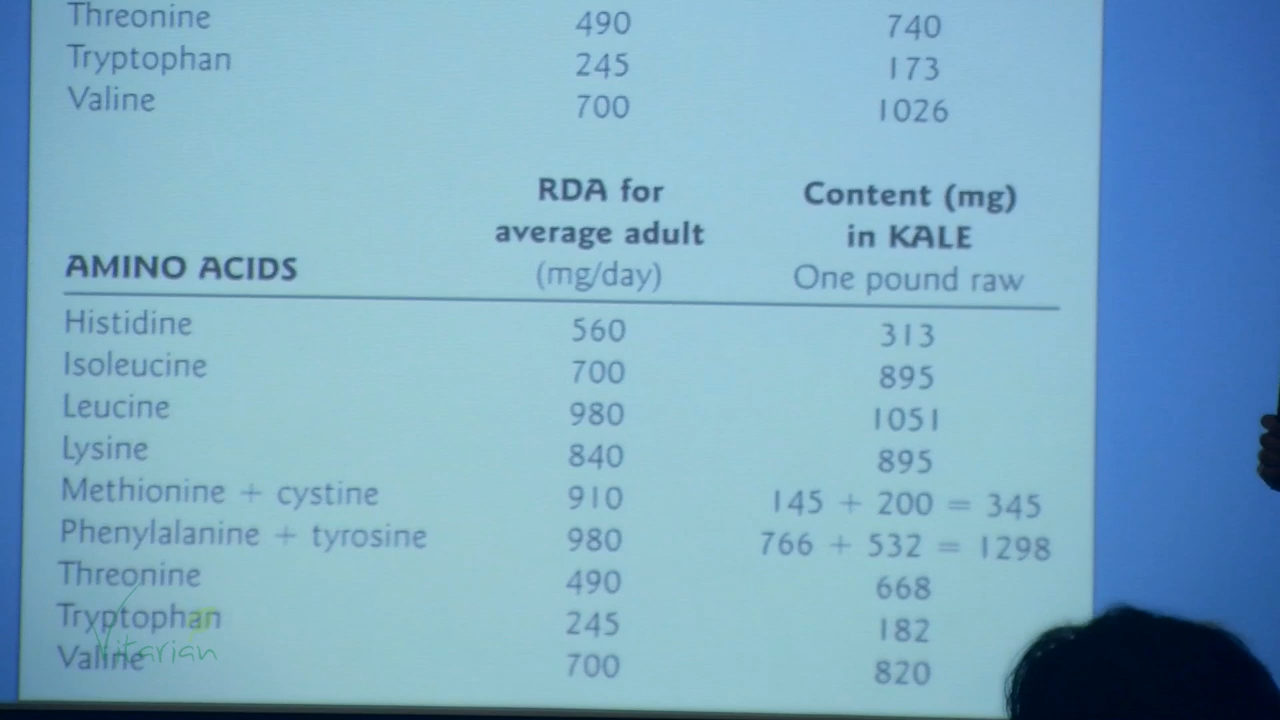 Threonine 490 740
Tryptophan 245 173
Valine 700 1026
RDA for Content (mg)
average adult in KALE
AMINO ACIDS (mg/day) One pound raw
Histidine 560 313
Isoleucine 700 895
Leucine 980 1051
Lysine 840 895
Methionine + cystine 910 145 + 200 = 345
Phenylalanine + tyrosine 980 766 + 532 = 1298
Threonine 490 668
Tryptophan 245 182
Vitarian
Valine 700 820